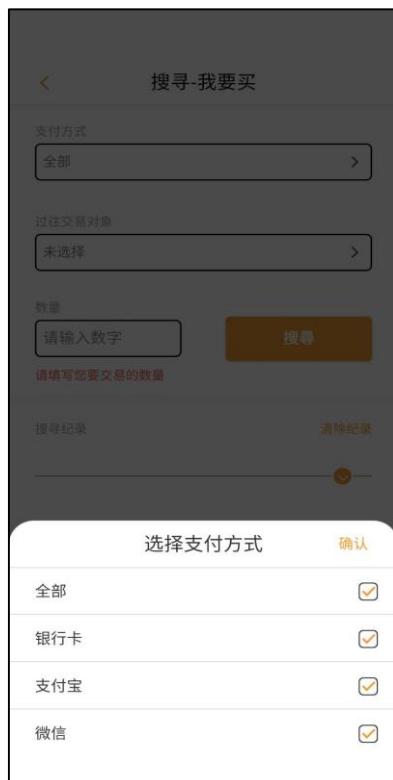 搜寻-我要买
支付方式
全部
过往交易对象
未选择
数量
请输入数字
搜尋
请填写您要交易的数量
搜寻纪录
清除纪录
选择支付方式
确认
全部
银行卡
支付宝
微信